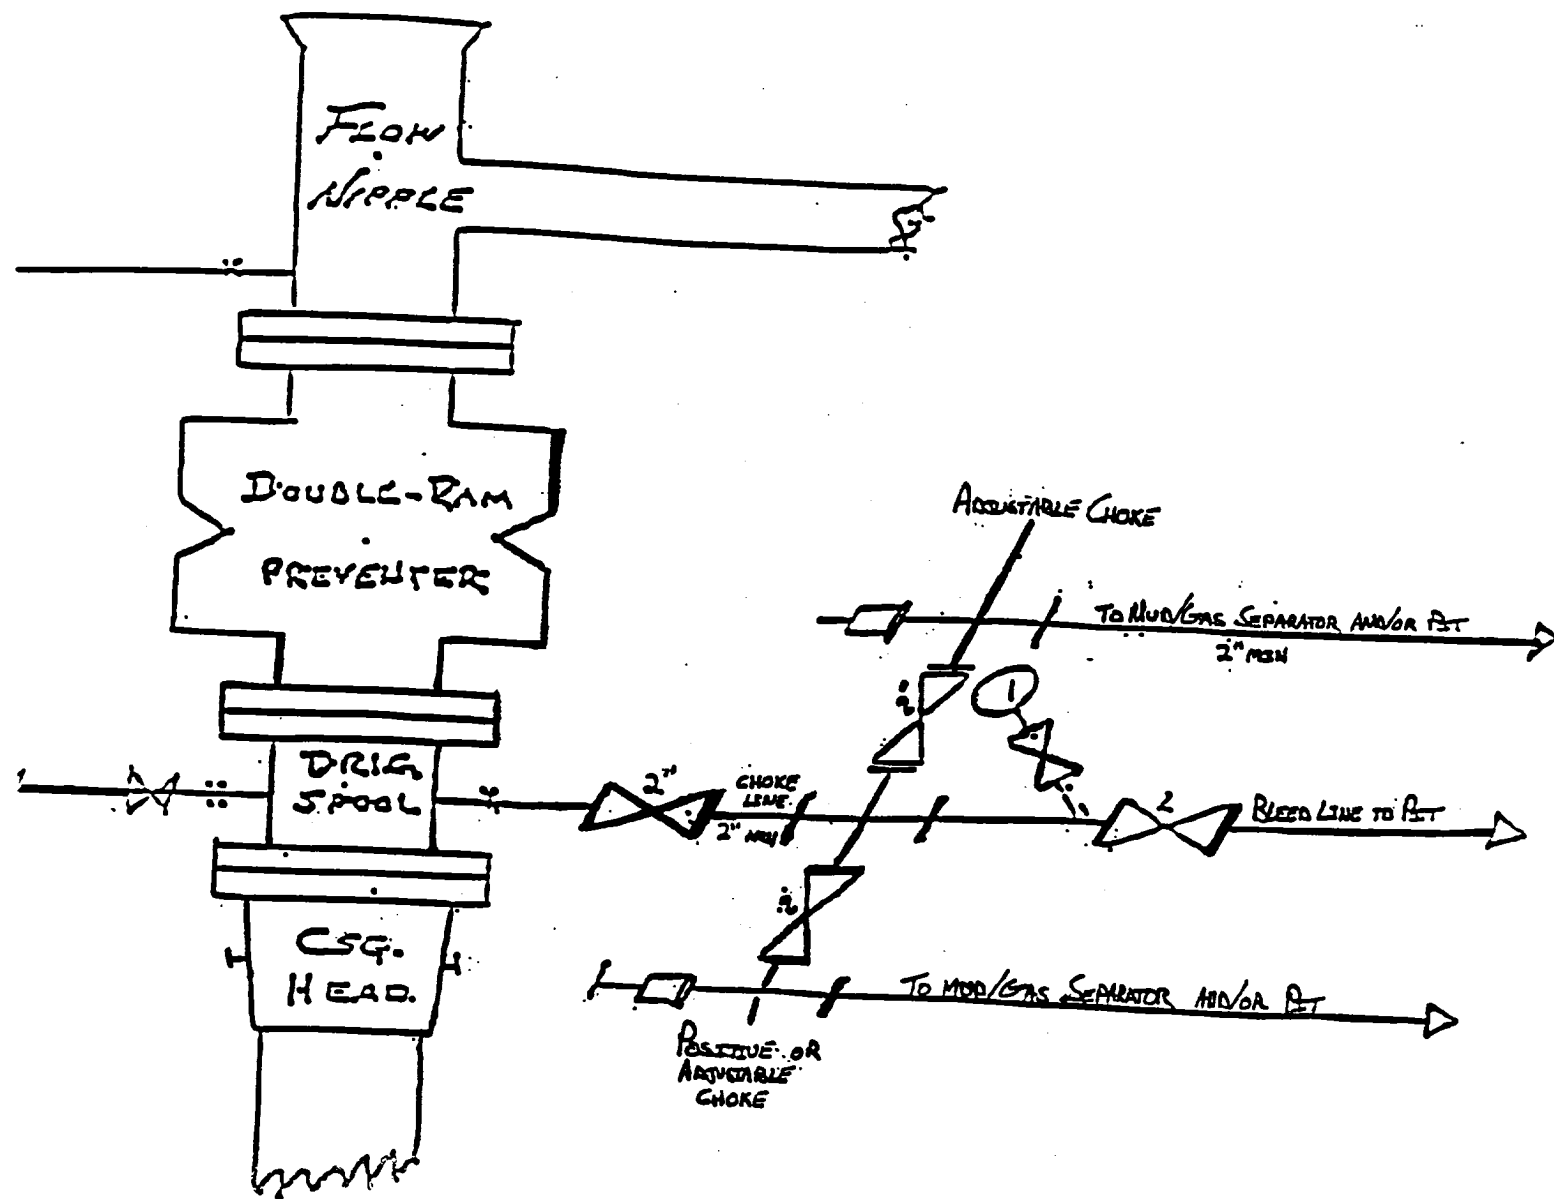 FLOW
NIPPLE
DOUBLE-RAM
PREVENTER
ADJUSTABLE CHOKE
TO MUD/GAS SEPARATOR AND/OR PIT
2" MIN
1
DRLG
SPOOL
2"
CHOKE
LINE
2"
2
BLEED LINE TO PIT
CSG.
HEAD.
TO MUD/GAS SEPARATOR AND/OR PIT
POSITIVE OR
ADJUSTABLE
CHOKE